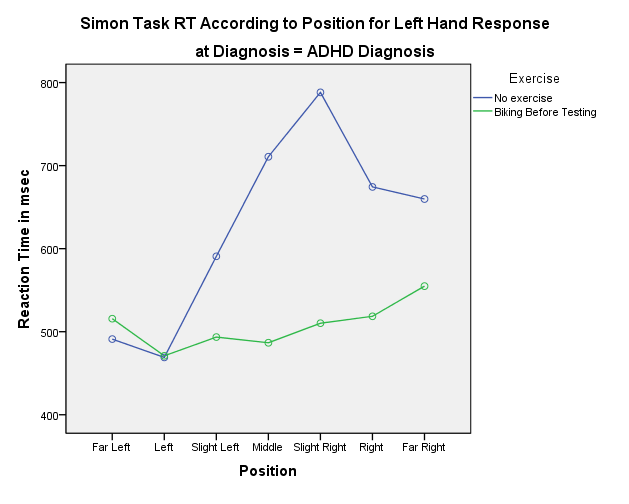 Simon Task RT According to Position for Left Hand Response
at Diagnosis = ADHD Diagnosis
Exercise
No exercise
Biking Before Testing
Reaction Time in msec
800
700
600
500
400
Far Left
Left
Slight Left
Middle
Slight Right
Right
Far Right
Position